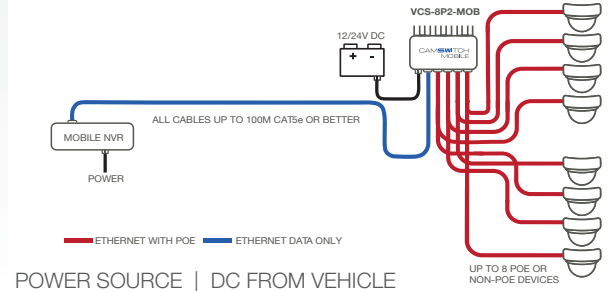 VCS-8P2-MOB
12/24V DC
+ -
CAMSWITCH
MOBILE
ALL CABLES UP TO 100M CAT5e OR BETTER
MOBILE NVR
POWER
ETHERNET WITH POE
ETHERNET DATA ONLY
UP TO 8 POE OR
NON-POE DEVICES
POWER SOURCE | DC FROM VEHICLE